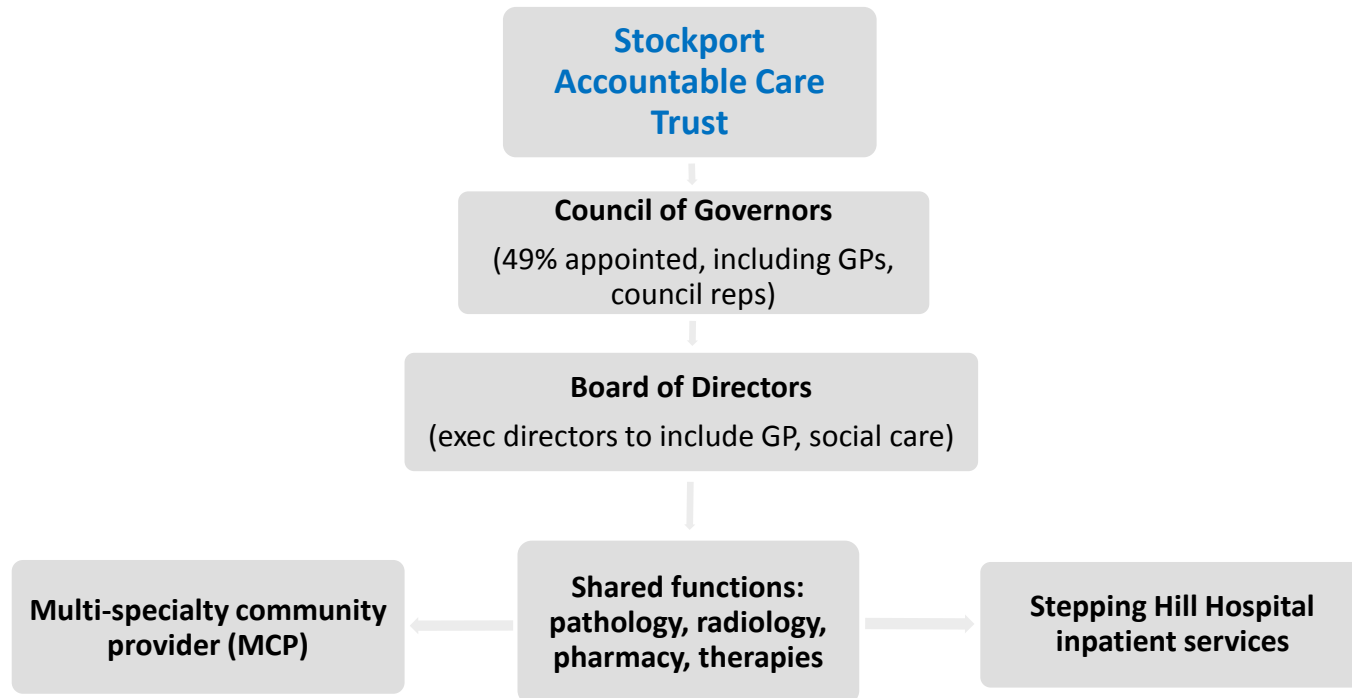 Stockport
Accountable Care
Trust
Council of Governors
(49% appointed, including GPs,
council reps)
Board of Directors
(exec directors to include GP, social care)
Multi-specialty community
provider (MCP)
Shared functions:
pathology, radiology,
pharmacy, therapies
Stepping Hill Hospital
inpatient services